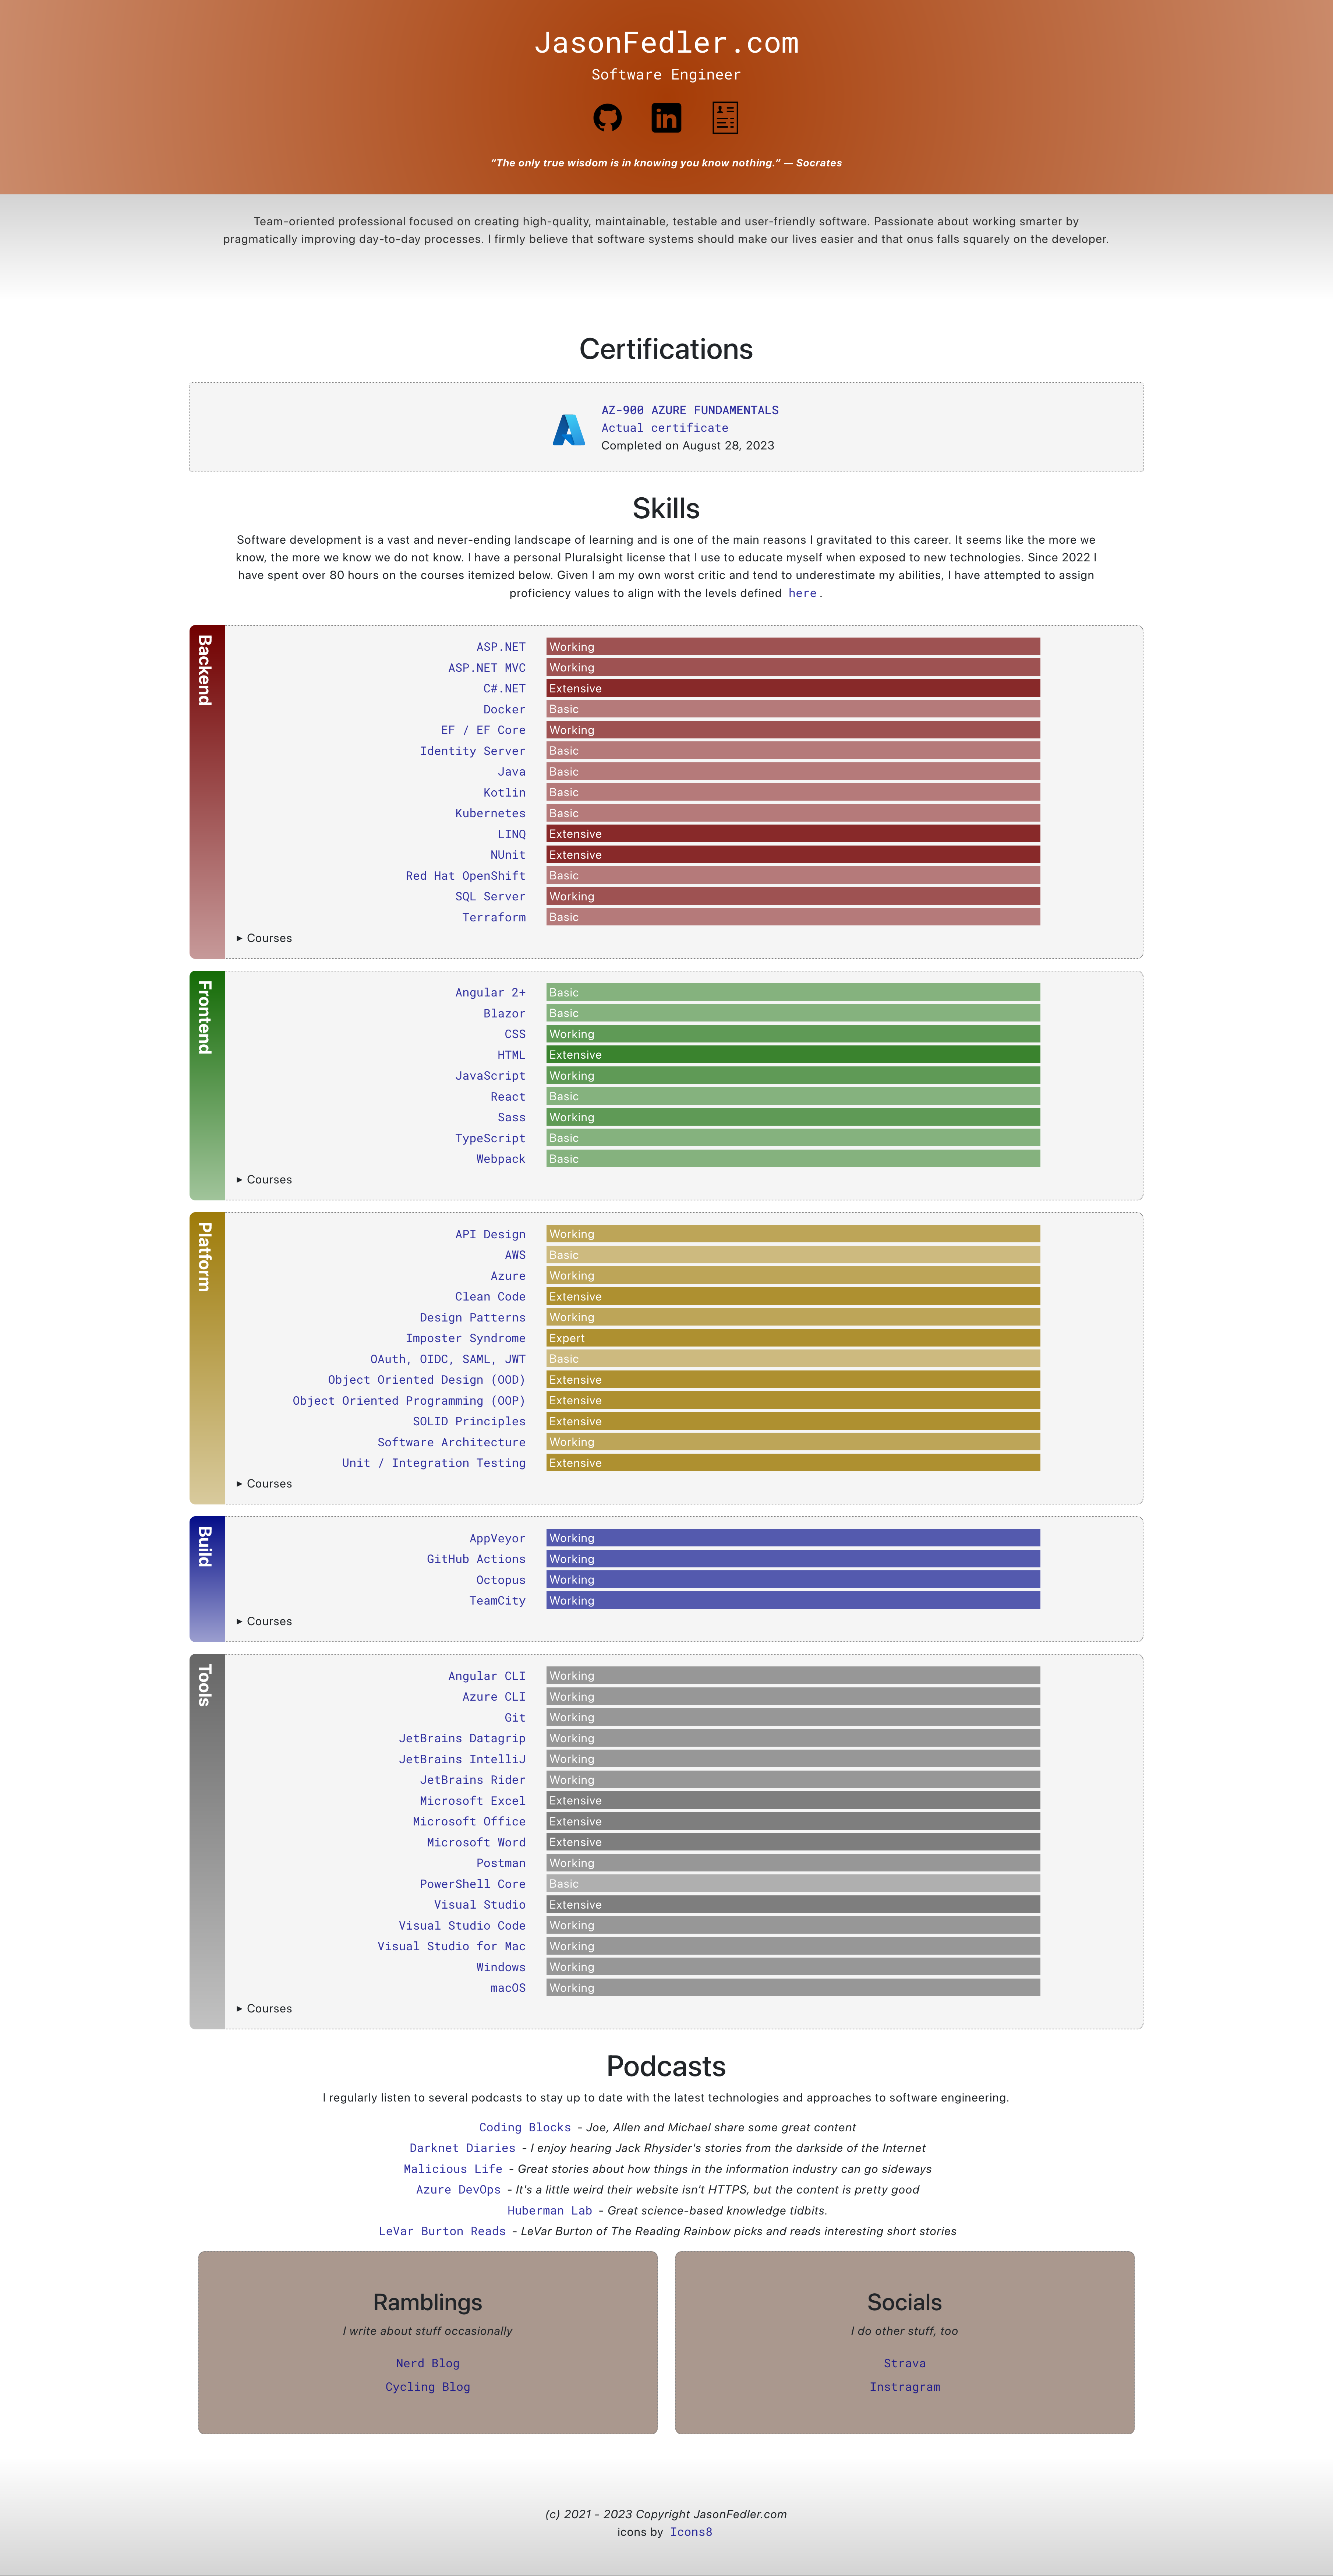 JasonFedler.com
Software Engineer
in
“The only true wisdom is in knowing you know nothing.” — Socrates
Team-oriented professional focused on creating high-quality, maintainable, testable and user-friendly software. Passionate about working smarter by
pragmatically improving day-to-day processes. I firmly believe that software systems should make our lives easier and that onus falls squarely on the developer.
Certifications
AZ-900 AZURE FUNDAMENTALS
Actual certificate
Completed on August 28, 2023
Skills
Software development is a vast and never-ending landscape of learning and is one of the main reasons I gravitated to this career. It seems like the more we
know, the more we know we do not know. I have a personal Pluralsight license that I use to educate myself when exposed to new technologies. Since 2022 I
have spent over 80 hours on the courses itemized below. Given I am my own worst critic and tend to underestimate my abilities, I have attempted to assign
proficiency values to align with the levels defined here.
Backend
ASP.NET Working
ASP.NET MVC Working
C#.NET Extensive
Docker Basic
EF / EF Core Working
Identity Server Basic
Java Basic
Kotlin Basic
Kubernetes Basic
LINQ Extensive
NUnit Extensive
Red Hat OpenShift Basic
SQL Server Working
Terraform Basic
▸ Courses
Frontend
Angular 2+ Basic
Blazor Basic
CSS Working
HTML Extensive
JavaScript Working
React Basic
Sass Working
TypeScript Basic
Webpack Basic
▸ Courses
Platform
API Design Working
AWS Basic
Azure Working
Clean Code Extensive
Design Patterns Working
Imposter Syndrome Expert
OAuth, OIDC, SAML, JWT Basic
Object Oriented Design (OOD) Extensive
Object Oriented Programming (OOP) Extensive
SOLID Principles Extensive
Software Architecture Working
Unit / Integration Testing Extensive
▸ Courses
Build
AppVeyor Working
GitHub Actions Working
Octopus Working
TeamCity Working
▸ Courses
Tools
Angular CLI Working
Azure CLI Working
Git Working
JetBrains Datagrip Working
JetBrains IntelliJ Working
JetBrains Rider Working
Microsoft Excel Extensive
Microsoft Office Extensive
Microsoft Word Extensive
Postman Working
PowerShell Core Basic
Visual Studio Extensive
Visual Studio Code Working
Visual Studio for Mac Working
Windows Working
macOS Working
▸ Courses
Podcasts
I regularly listen to several podcasts to stay up to date with the latest technologies and approaches to software engineering.
Coding Blocks - Joe, Allen and Michael share some great content
Darknet Diaries - I enjoy hearing Jack Rhysider's stories from the darkside of the Internet
Malicious Life - Great stories about how things in the information industry can go sideways
Azure DevOps - It's a little weird their website isn't HTTPS, but the content is pretty good
Huberman Lab - Great science-based knowledge tidbits.
LeVar Burton Reads - LeVar Burton of The Reading Rainbow picks and reads interesting short stories
Ramblings
I write about stuff occasionally
Nerd Blog
Cycling Blog
Socials
I do other stuff, too
Strava
Instragram
(c) 2021 - 2023 Copyright JasonFedler.com
icons by Icons8